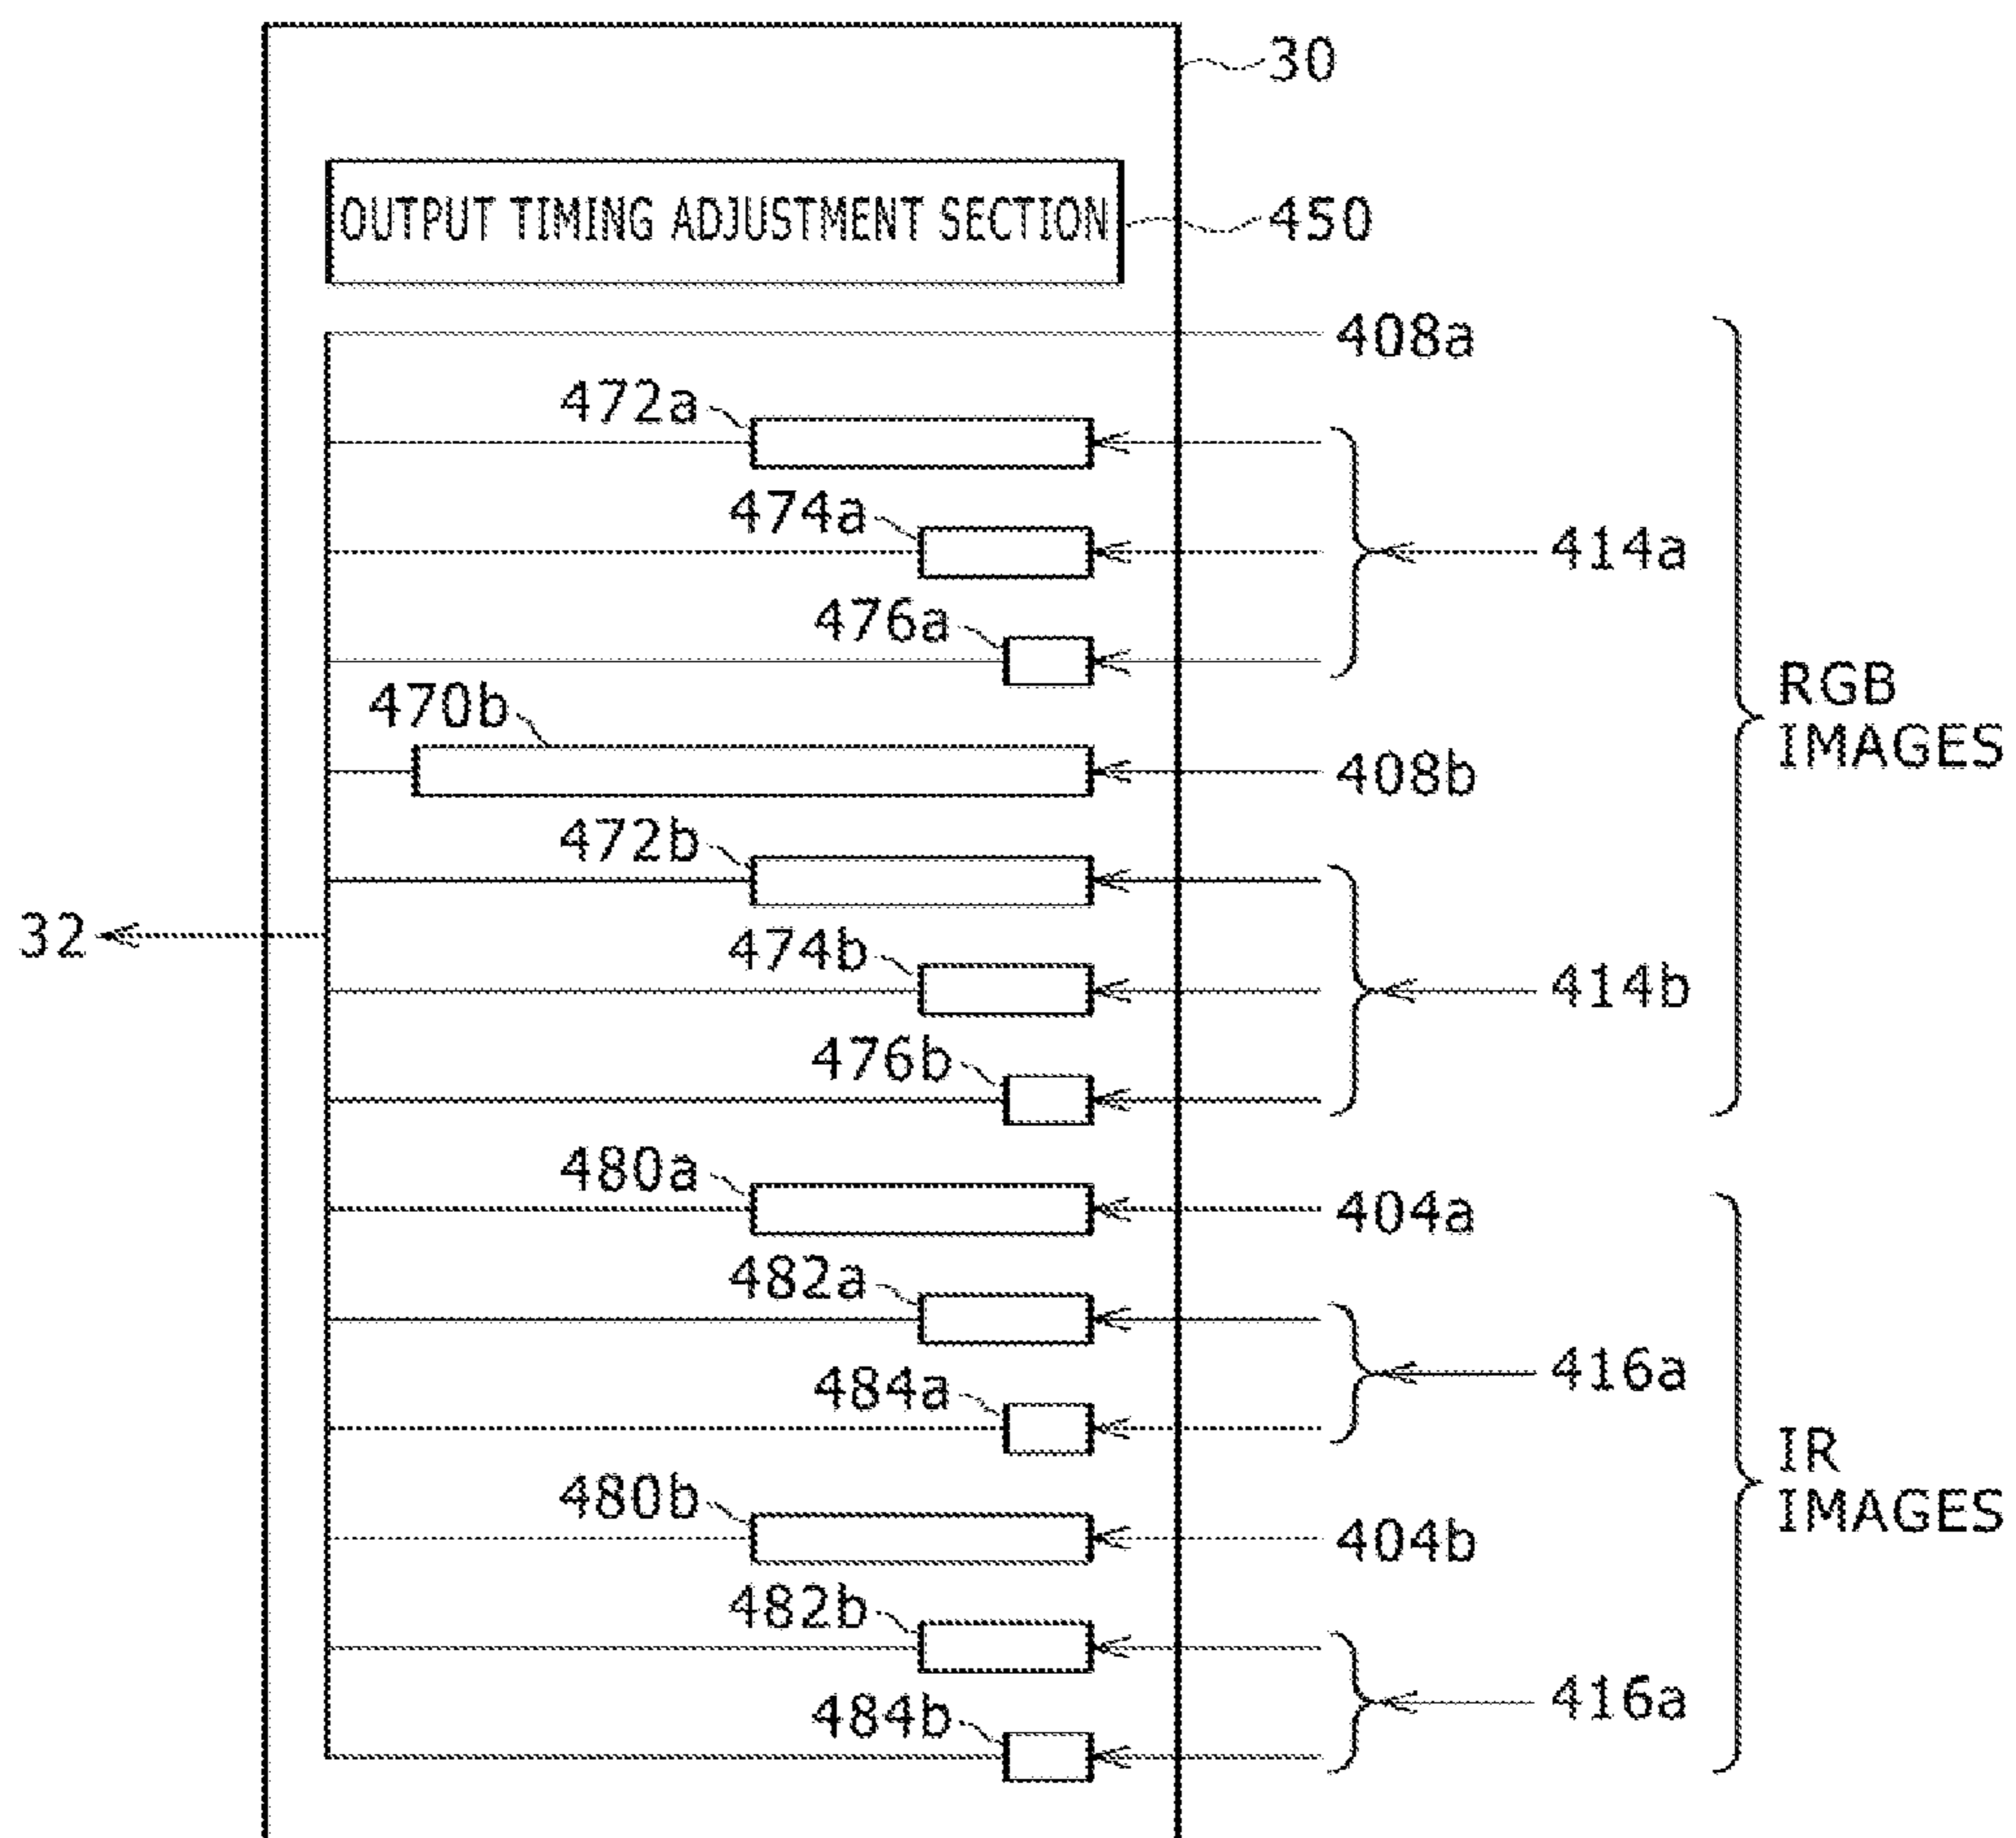 30
OUTPUT TIMING ADJUSTMENT SECTION
450
408a
472a
474a
414a
476a
RGB
IMAGES
470b
408b
472b
32
474b
414b
476b
480a
404a
482a
416a
484a
IR
IMAGES
480b
404b
482b
416a
484b